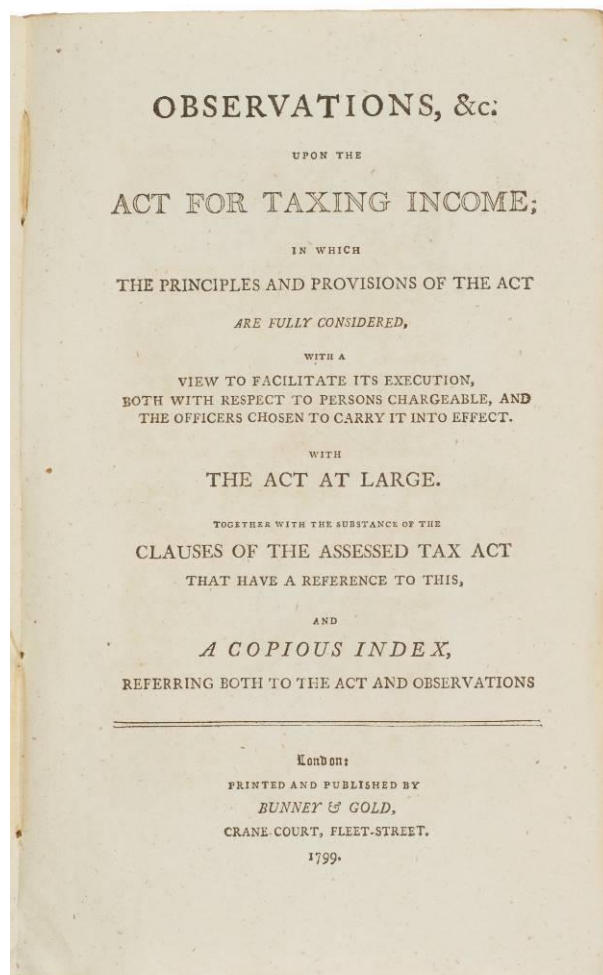 OBSERVATIONS, &c.
UPON THE
ACT FOR TAXING INCOME;
IN WHICH
THE PRINCIPLES AND PROVISIONS OF THE ACT
ARE FULLY CONSIDERED,
WITH A
VIEW TO FACILITATE ITS EXECUTION,
BOTH WITH RESPECT TO PERSONS CHARGEABLE, AND
THE OFFICERS CHOSEN TO CARRY IT INTO EFFECT.
WITH
THE ACT AT LARGE.
TOGETHER WITH THE SUBSTANCE OF THE
CLAUSES OF THE ASSESSED TAX ACT
THAT HAVE A REFERENCE TO THIS,
AND
A COPIOUS INDEX,
REFERRING BOTH TO THE ACT AND OBSERVATIONS
London:
PRINTED AND PUBLISHED BY
BUNNEY & GOLD,
CRANE-COURT, FLEET-STREET.
1799.